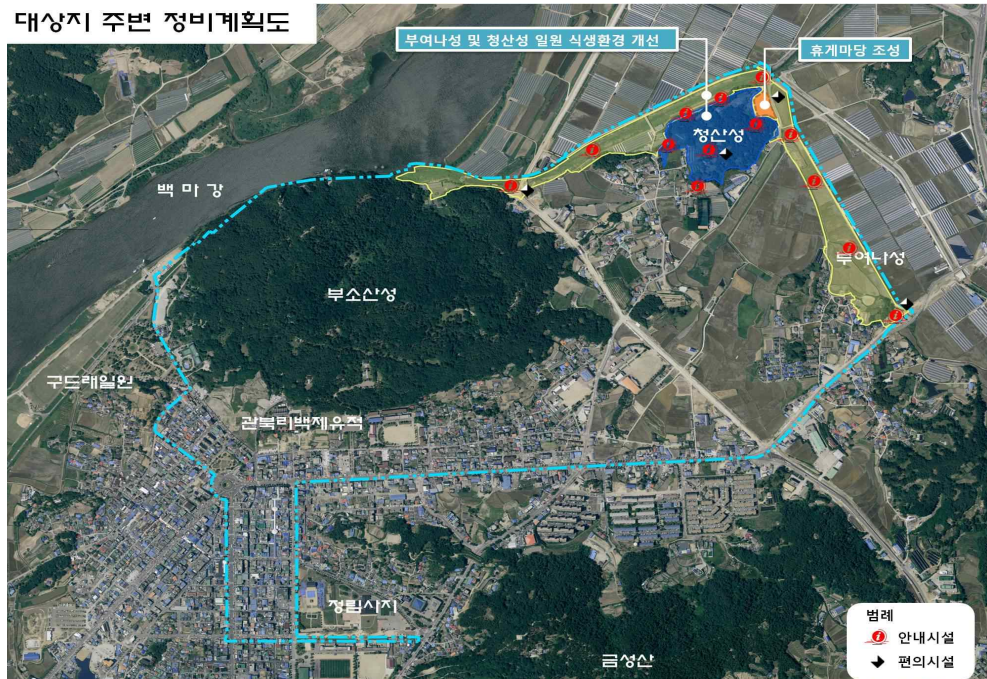 대상지 주변 정비계획도
부여나성 및 청산성 일원 식생환경 개선
휴게마당 조성
청산성
백마강
부여나성
부소산성
구드래일원
관북리백제유적
정림사지
금성산
범례
안내시설
편의시설